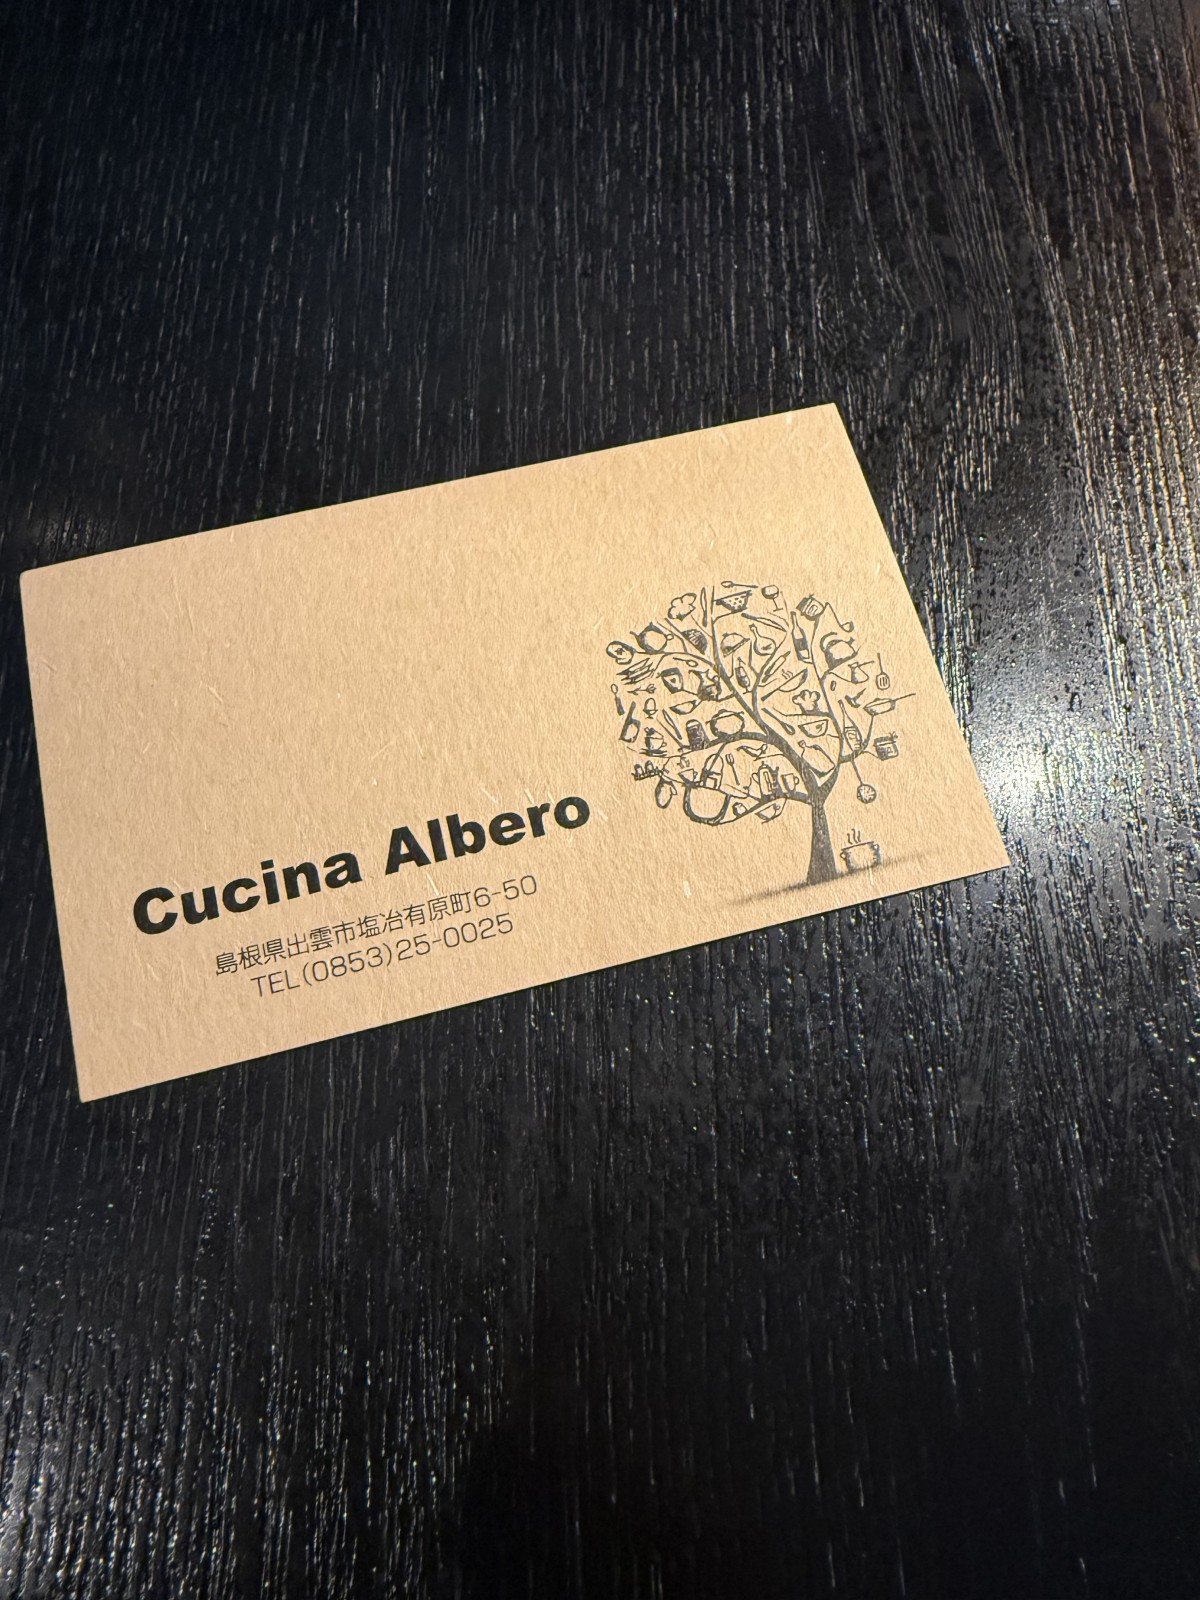 Cucina Albero
島根県出雲市塩冶有原町6-50
TEL(0853)25-0025